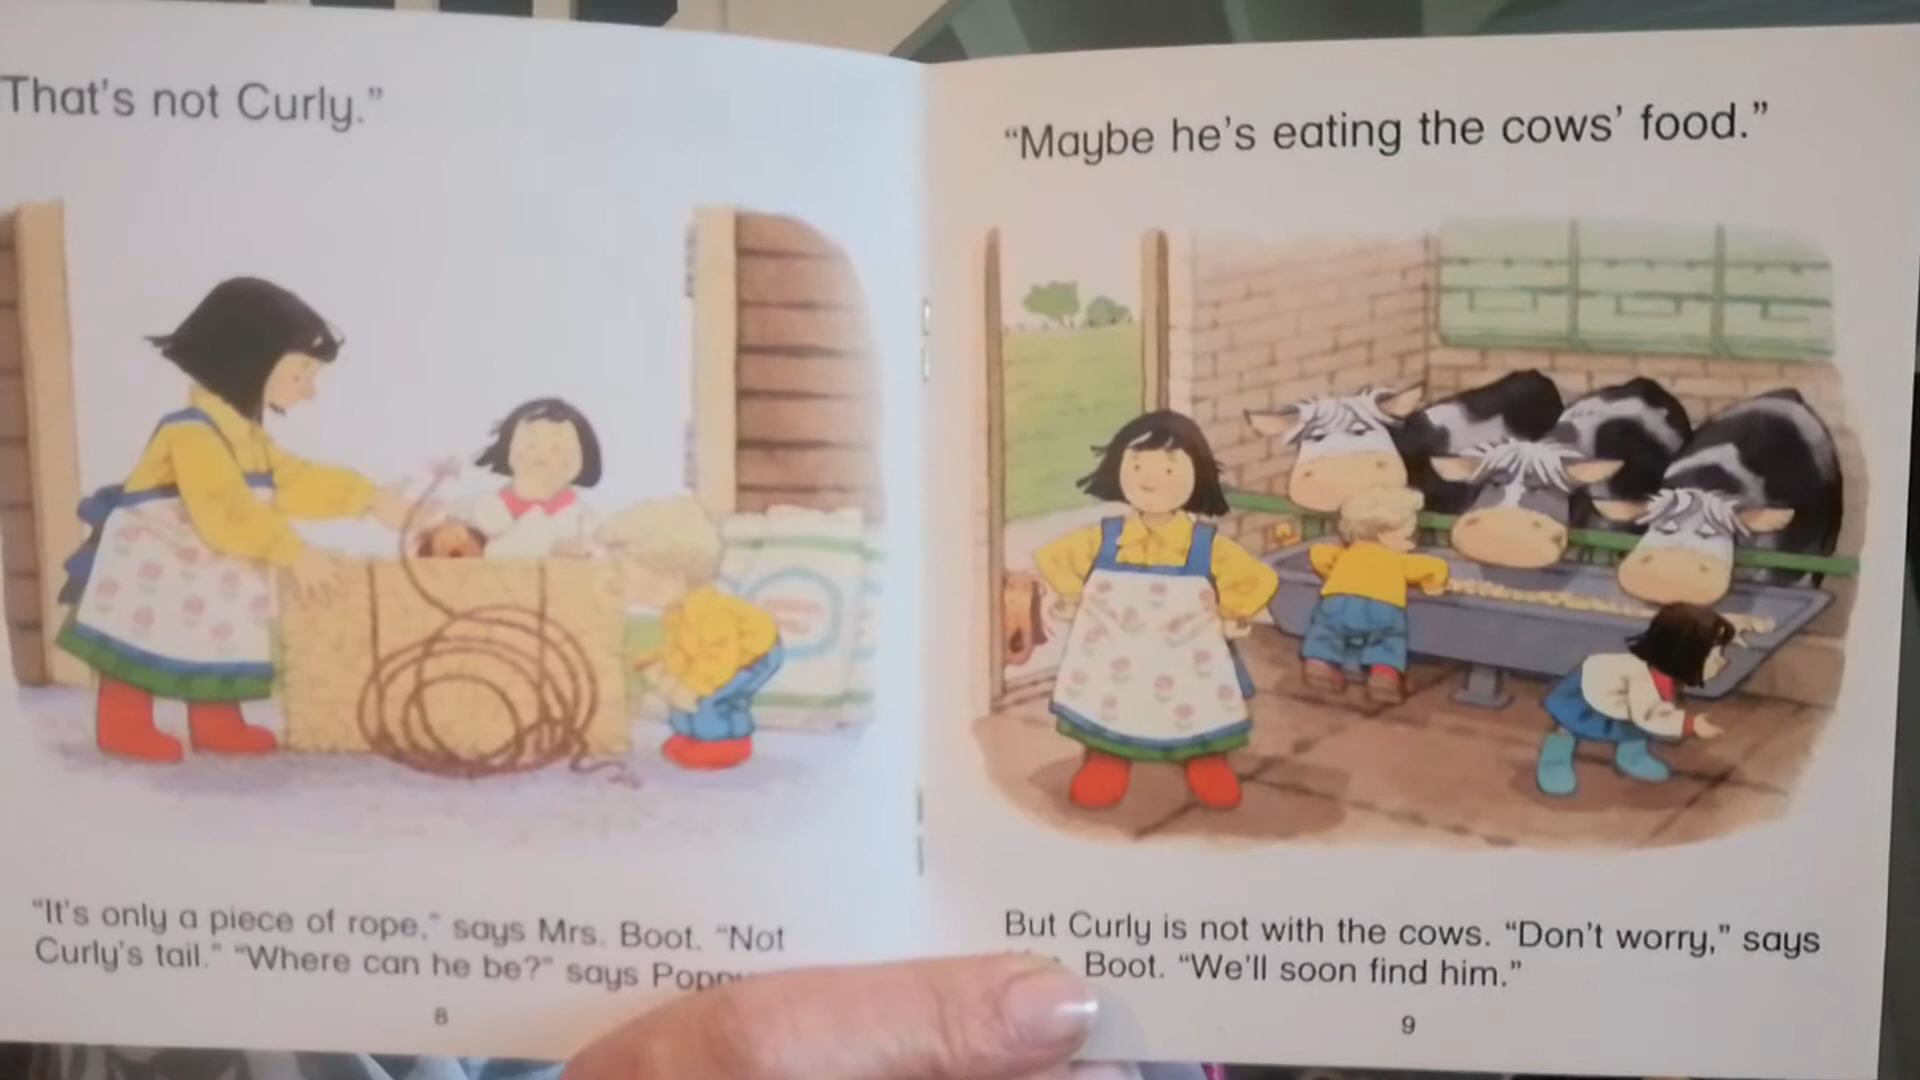 That's not Curly."
"It's only a piece of rope," says Mrs. Boot. "Not
Curly's tail." "Where can he be?" says
8
"Maybe he's eating the cows' food."
But Curly is not with the cows. "Don't worry," says
Boot. "We'll soon find him."
9